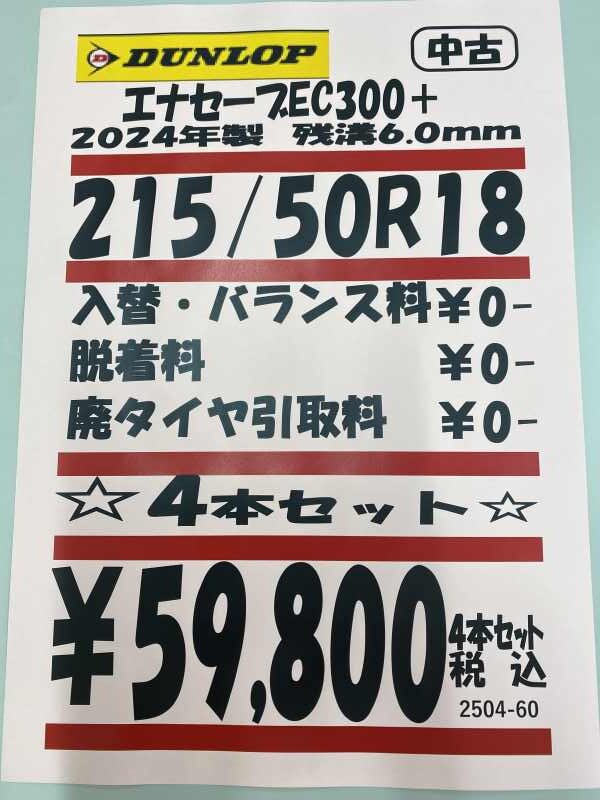 DUNLOP 中古
エナセーブEC300+
2024年製 残溝6.0mm
215/50R18
入替・バランス料¥0-
脱着料 ¥0-
廃タイヤ引取料 ¥0-
☆4本セット☆
¥59,800 4本セット
税込
2504-60